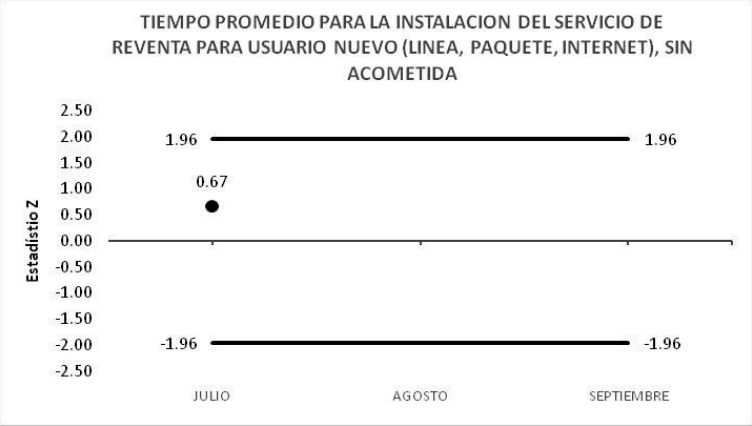 TIEMPO PROMEDIO PARA LA INSTALACION DEL SERVICIO DE
REVENTA PARA USUARIO NUEVO (LINEA, PAQUETE, INTERNET), SIN
ACOMETIDA
2.50
2.00
1.50
1.00
0.50
0.00
-0.50
-1.00
-1.50
-2.00
-2.50
Estadístio Z
1.96
1.96
0.67
-1.96
-1.96
JULIO
AGOSTO
SEPTIEMBRE